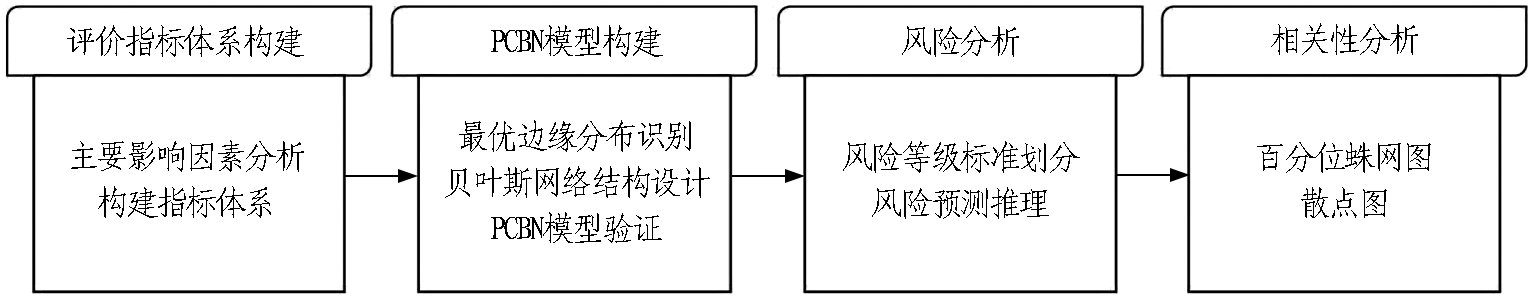 评价指标体系构建
主要影响因素分析
构建指标体系
PCBN模型构建
最优边缘分布识别
贝叶斯网络结构设计
PCBN模型验证
风险分析
风险等级标准划分
风险预测推理
相关性分析
百分位蛛网图
散点图